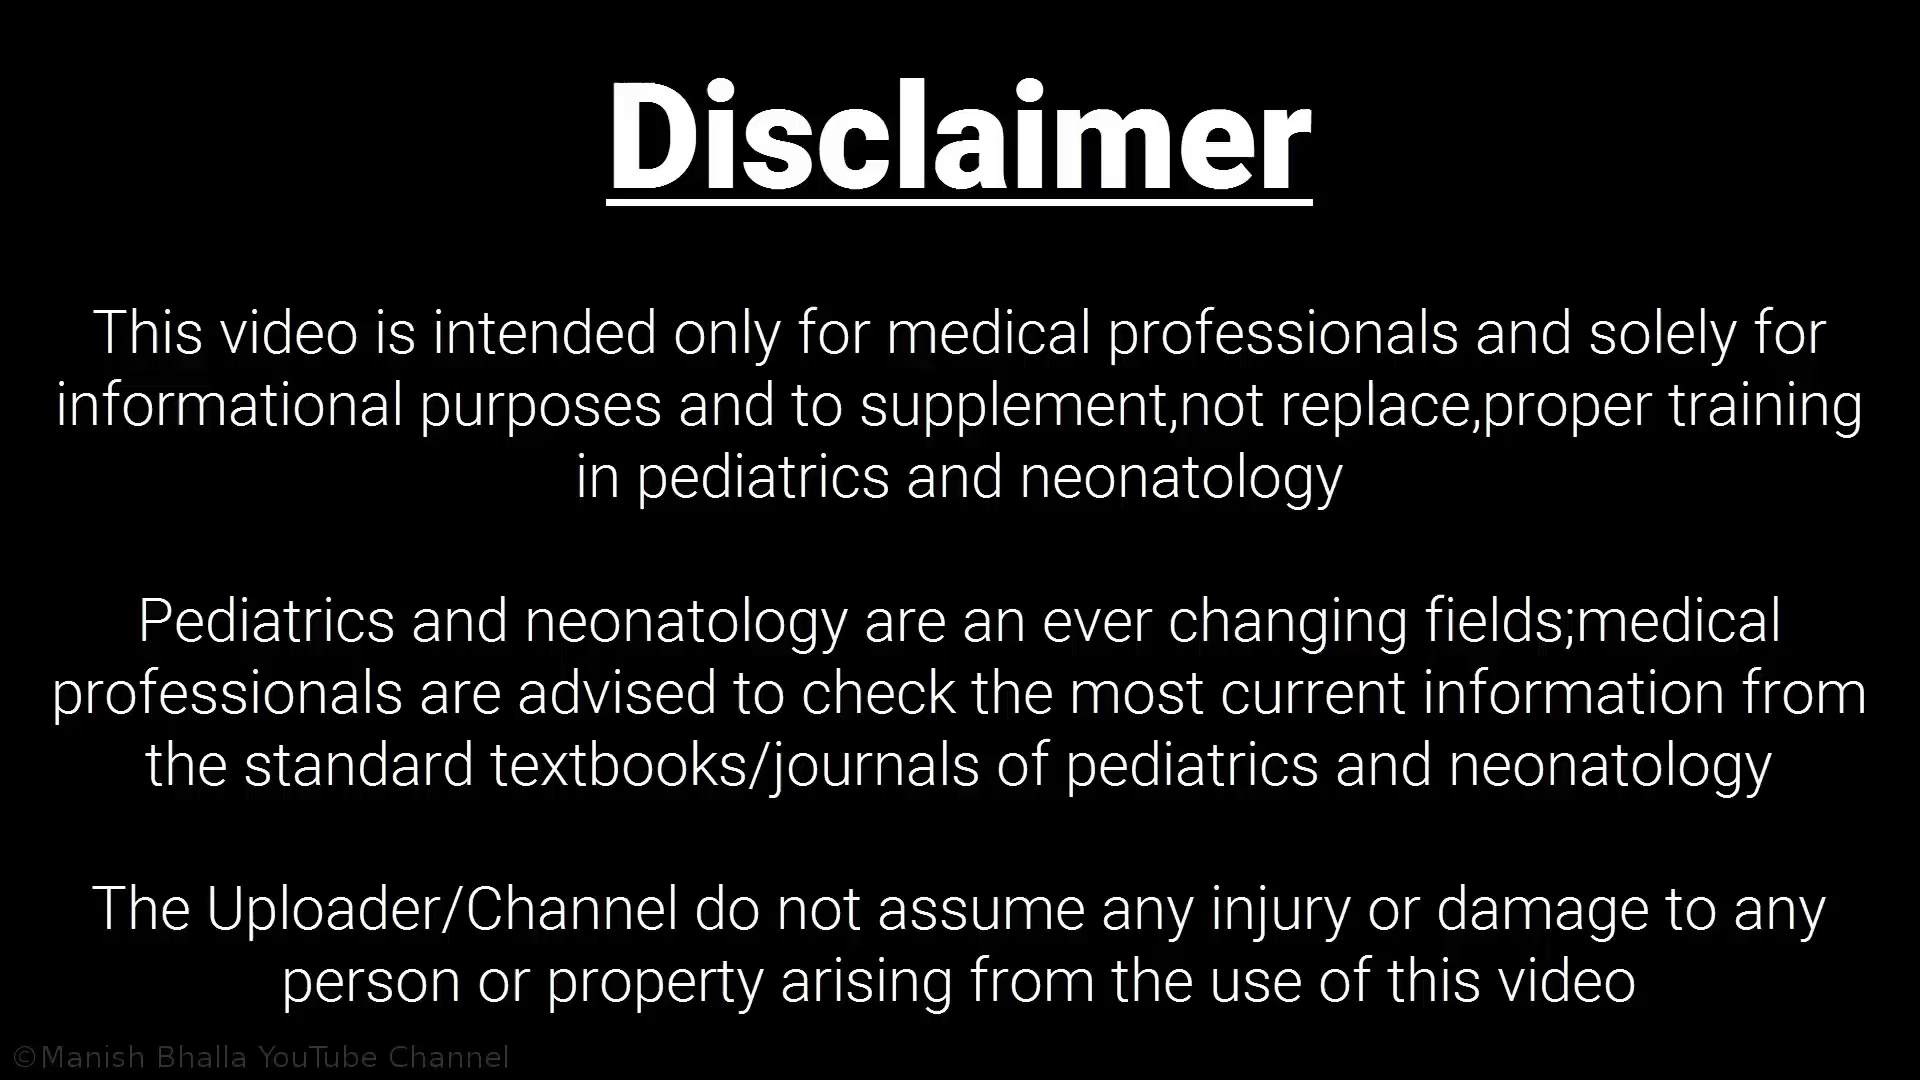 Disclaimer
This video is intended only for medical professionals and solely for
informational purposes and to supplement,not replace,proper training
in pediatrics and neonatology
Pediatrics and neonatology are an ever changing fields;medical
professionals are advised to check the most current information from
the standard textbooks/journals of pediatrics and neonatology
The Uploader/Channel do not assume any injury or damage to any
person or property arising from the use of this video
©Manish Bhalla YouTube Channel